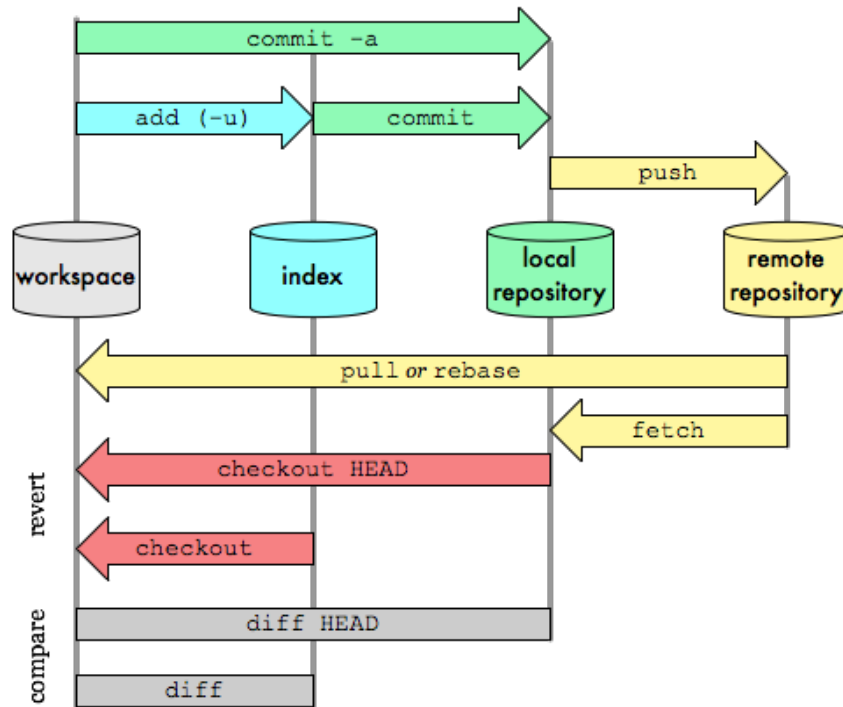 commit -a
add (-u)
commit
push
workspace
index
local
repository
remote
repository
pull or rebase
fetch
revert
checkout HEAD
checkout
compare
diff HEAD
diff